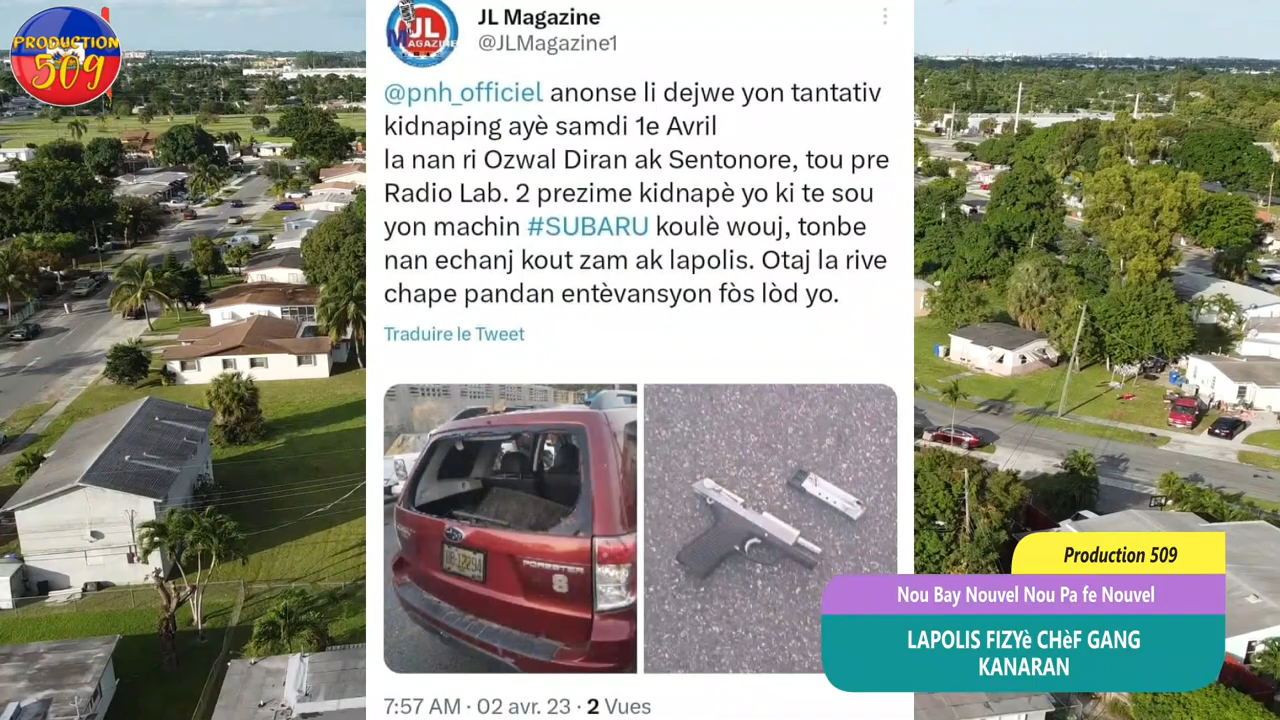 PRODUCTION
509
JL
MAGAZINE
JL Magazine
@JLMagazine1
@pnh_officiel anonse li dejwe yon tantativ
kidnaping ayè samdi 1e Avril
la nan ri Ozwal Diran ak Sentonore, tou pre
Radio Lab. 2 prezime kidnapè yo ki te sou
yon machin #SUBARU koulè wouj, tonbe
nan echanj kout zam ak lapolis. Otaj la rive
chape pandan entèvansyon fòs lòd yo.
Traduire le Tweet
FORESTER
8
7:57 AM · 02 avr. 23 · 2 Vues
Production 509
Nou Bay Nouvel Nou Pa fe Nouvel
LAPOLIS FIZYè CHèF GANG
KANARAN